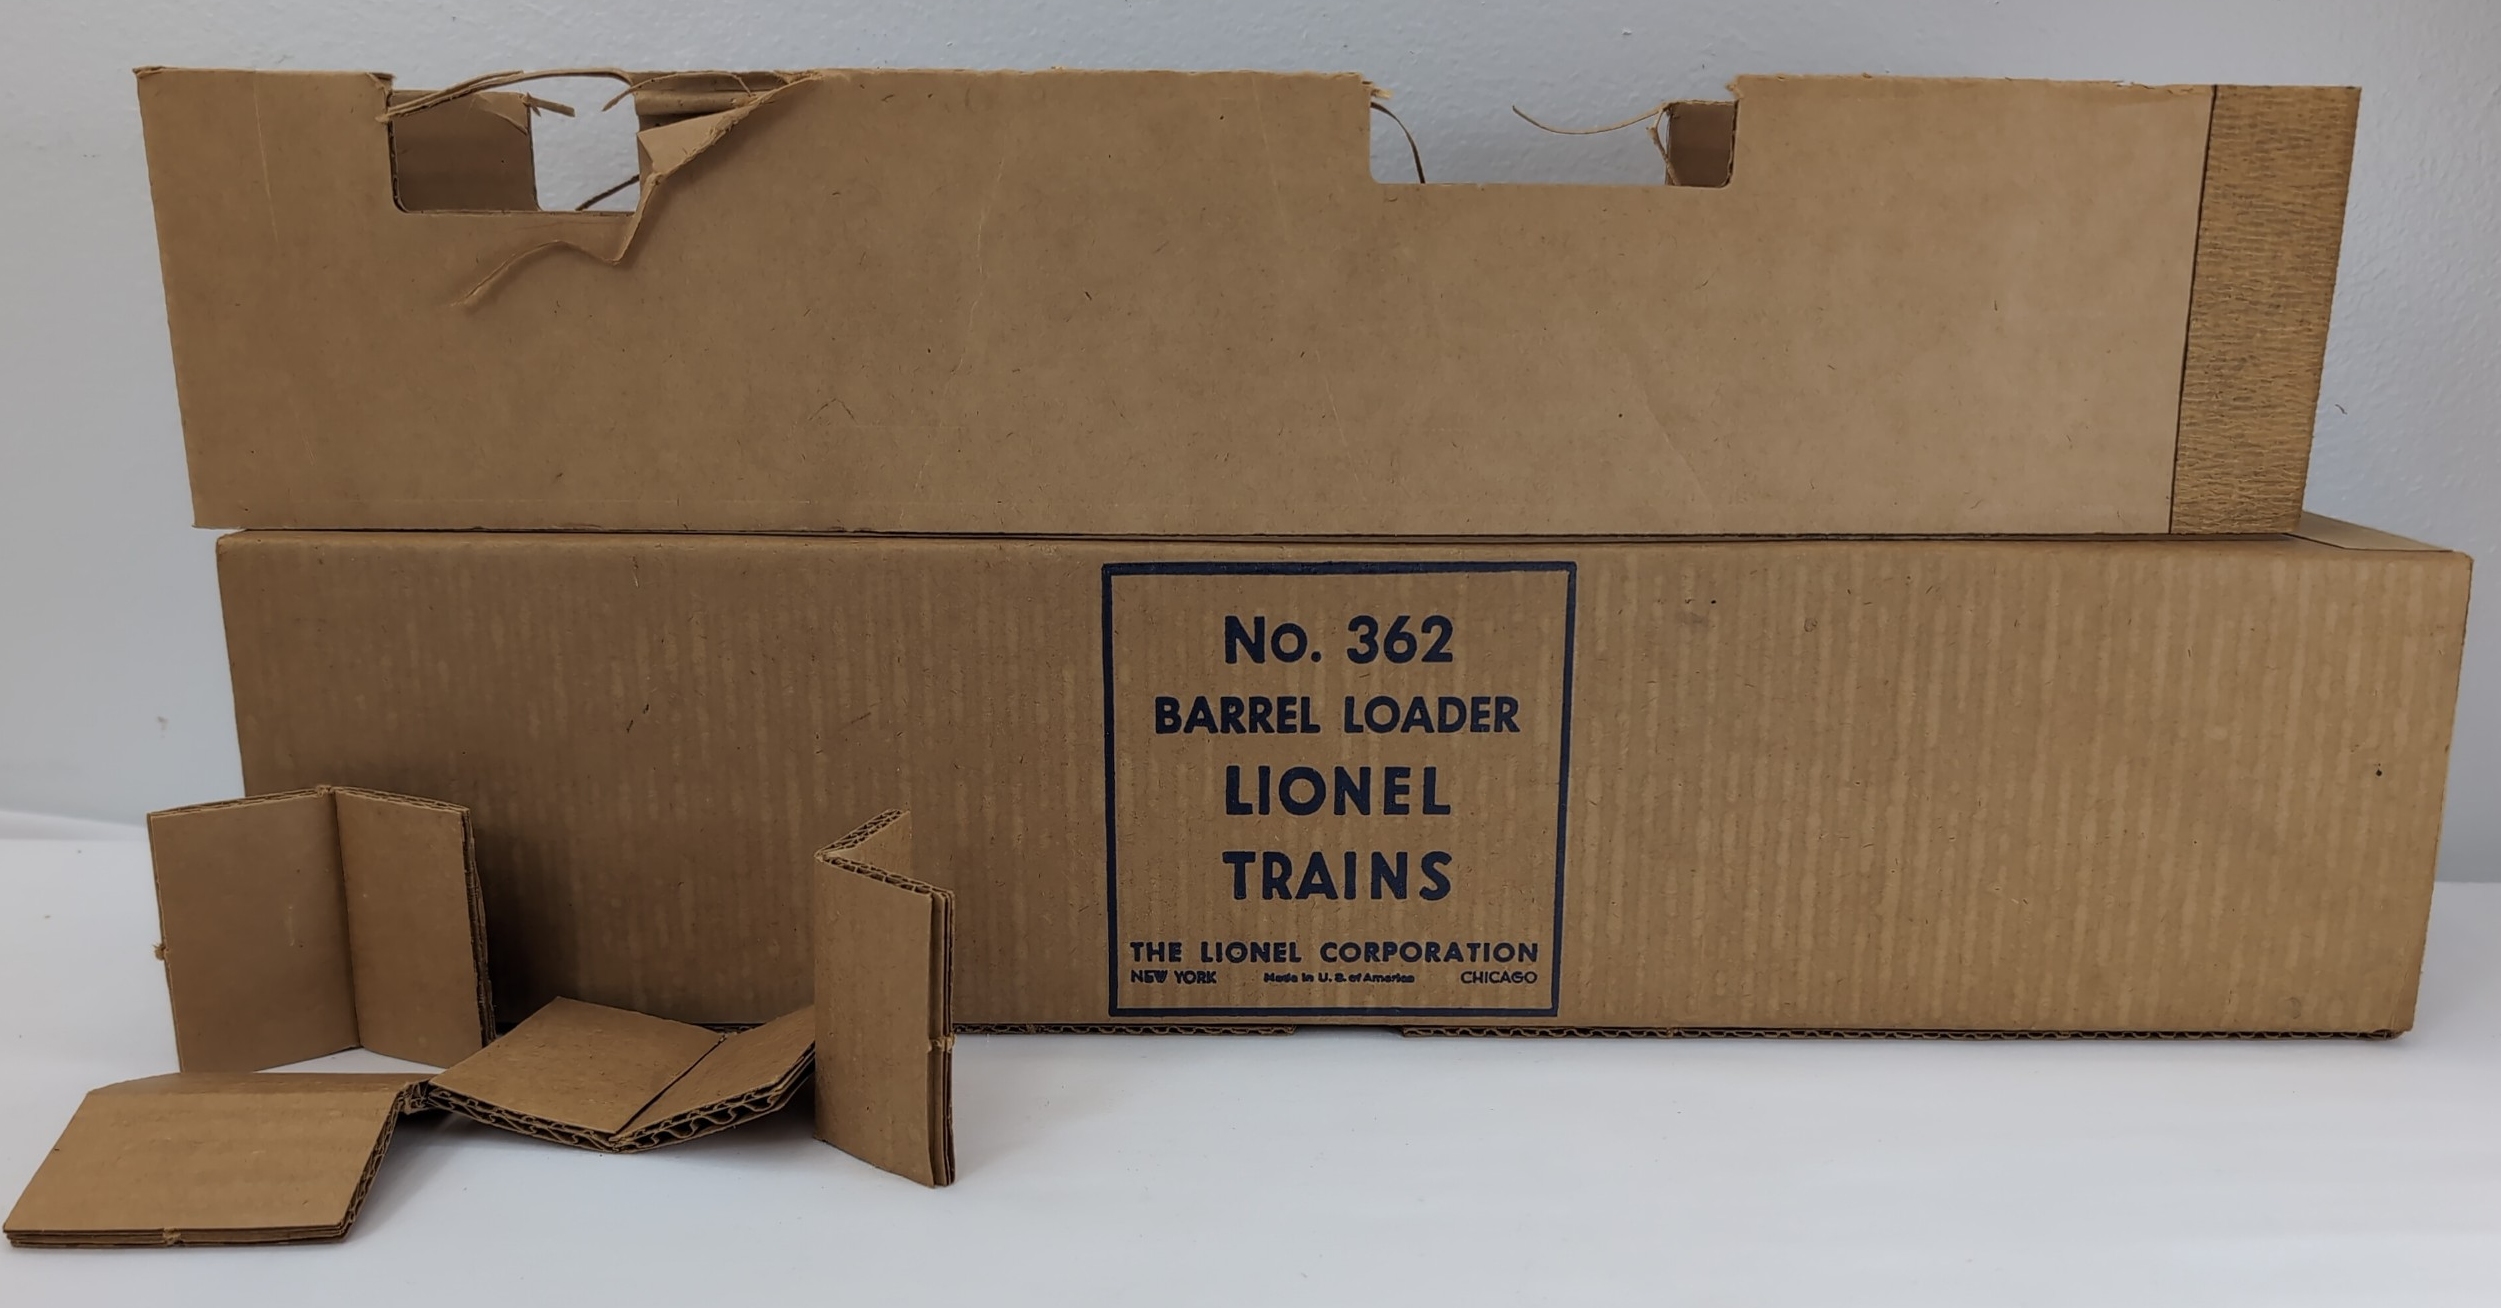 No. 362
BARREL LOADER
LIONEL
TRAINS
THE LIONEL CORPORATION
NEW YORK Made in U. S. of America CHICAGO